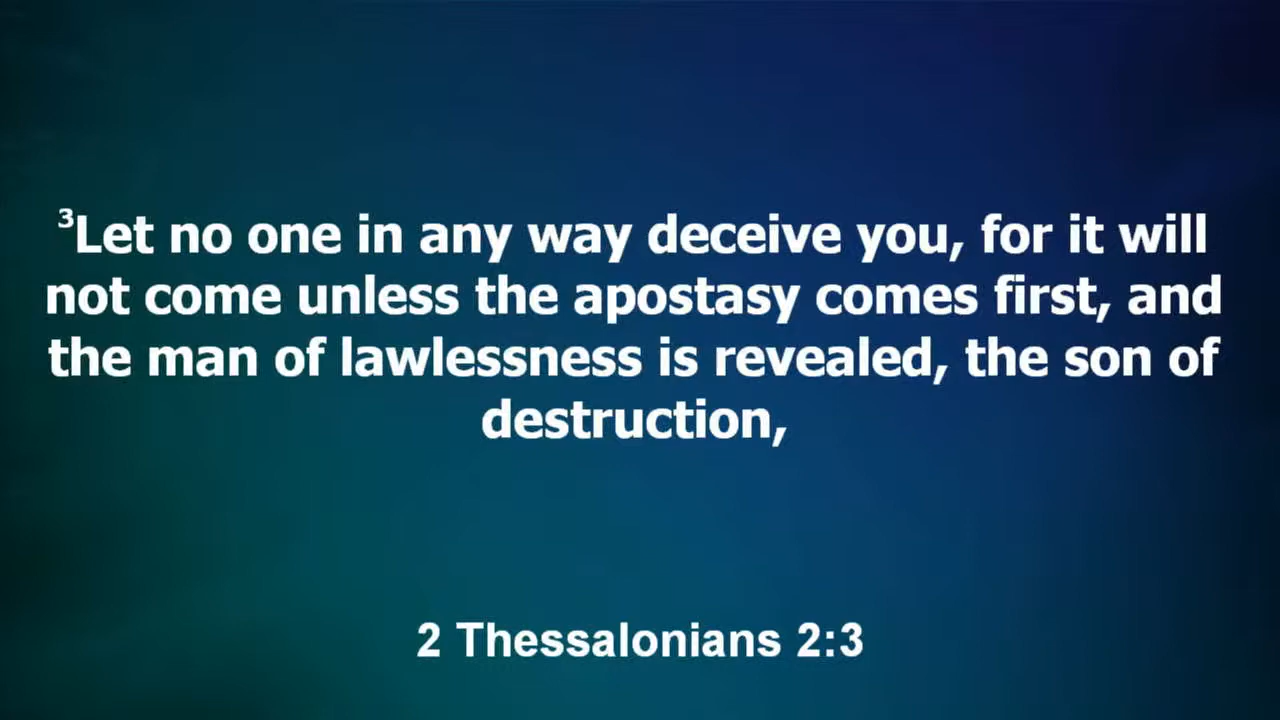 ³Let no one in any way deceive you, for it will
not come unless the apostasy comes first, and
the man of lawlessness is revealed, the son of
destruction,
2 Thessalonians 2:3